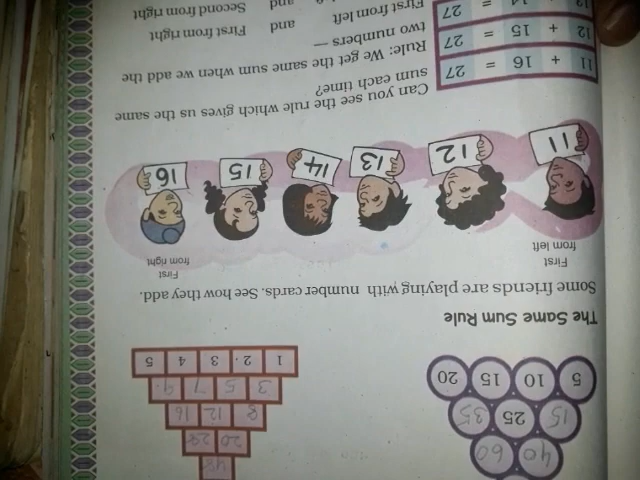 40 60
15 25 35
5 10 15 20
48
20 28
8 12 16
3 5 7 9
1 2 3 4 5
The Same Sum Rule
Some friends are playing with number cards. See how they add.
First
from left
First
from right
11 12 13 14 15 16
Can you see the rule which gives us the same
sum each time?
Rule: We get the same sum when we add the
two numbers —
First from left and First from right
and Second from right
11 + 16 = 27
12 + 15 = 27
13 + 14 = 27